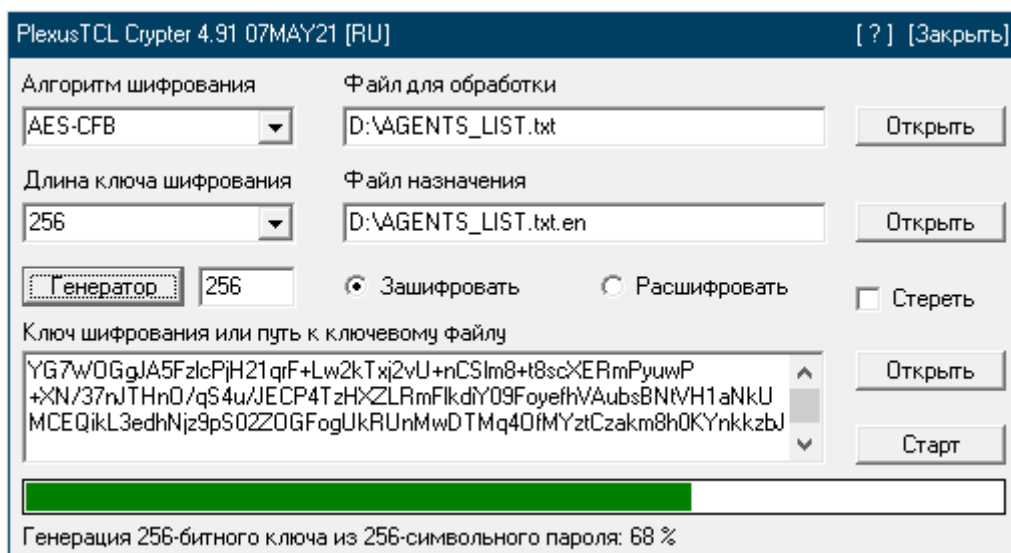 PlexusTCL Crypter 4.91 07MAY21 [RU] [ ? ] [Закрыть]
Алгоритм шифрования Файл для обработки
AES-CFB D:\AGENTS_LIST.txt Открыть
Длина ключа шифрования Файл назначения
256 D:\AGENTS_LIST.txt.en Открыть
Генератор 256 Зашифровать Расшифровать Стереть
Ключ шифрования или путь к ключевому файлу
YG7WOGgJA5FzIcPjH21qrF+Lw2kTxj2vU+nCSIm8+t8scXERmPyuwP
+XN/37nJTHnO/qS4u/JECP4TzHXZLRmFIkdiY09FoyefhVAubsBNtVH1aNkU
MCEQikL3edhNjz9pS02ZOGFogUkRUnMwDTMq4OfMYztCzakm8h0KYnkkzbJ
Открыть
Старт
Генерация 256-битного ключа из 256-символьного пароля: 68 %